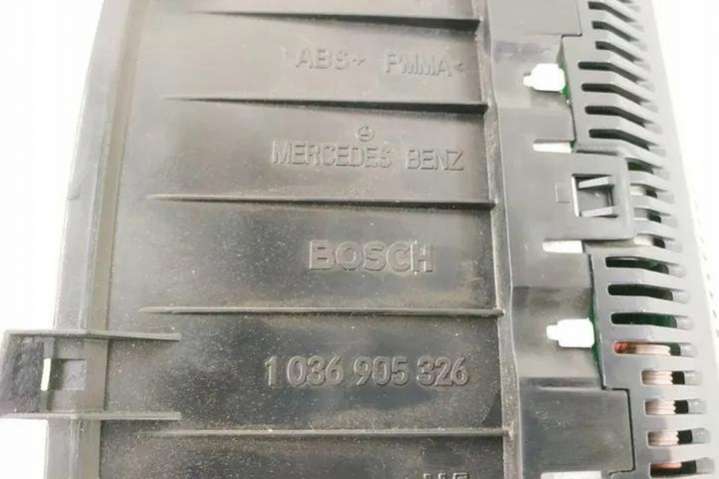 ABS+ PMMA<
MERCEDES BENZ
BOSCH
1 036 905 326